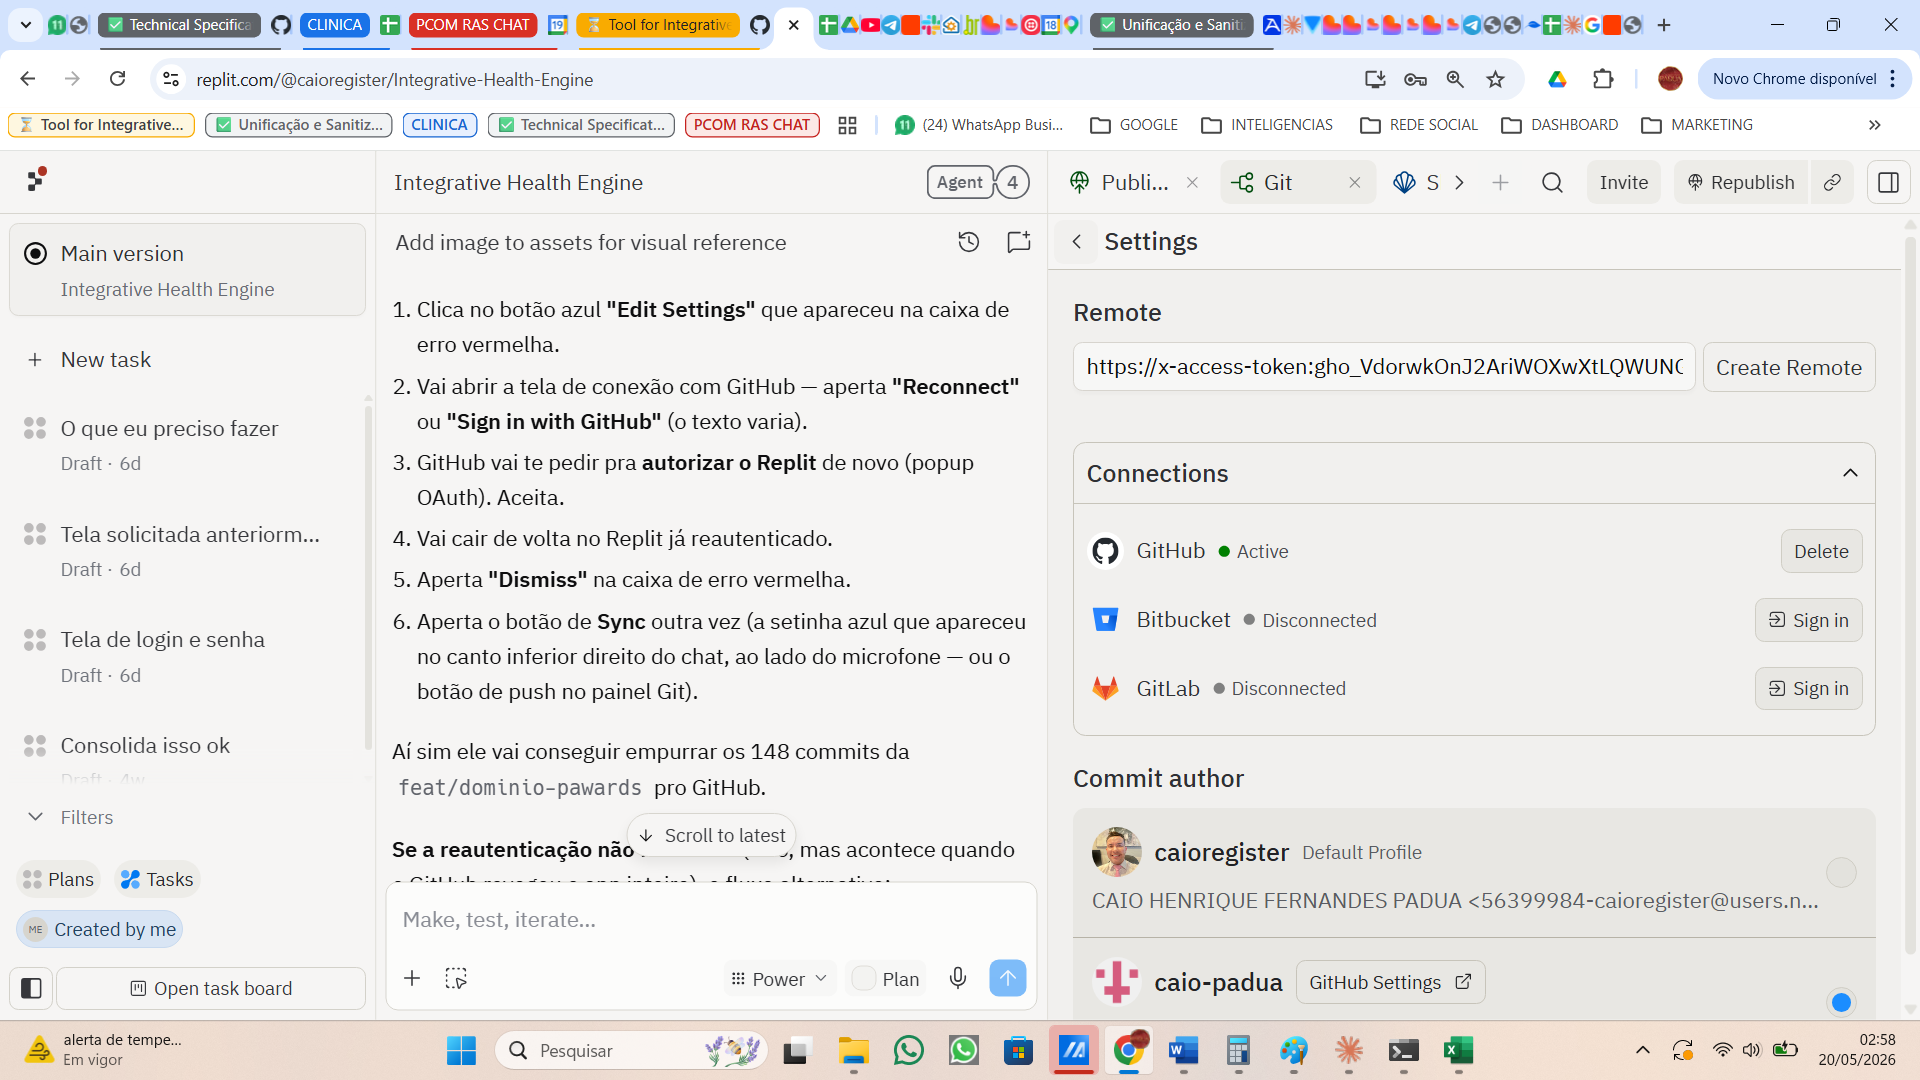 Technical Specifica
CLINICA
PCOM RAS CHAT
Tool for Integrative
Unificação e Saniti
replit.com/@caioregister/Integrative-Health-Engine
Novo Chrome disponível
Tool for Integrative...
Unificação e Sanitiz...
CLINICA
Technical Specificat...
PCOM RAS CHAT
(24) WhatsApp Busi...
GOOGLE
INTELIGENCIAS
REDE SOCIAL
DASHBOARD
MARKETING
Integrative Health Engine
Agent 4
Publi...
Git
S
Invite
Republish
Main version
Integrative Health Engine
New task
O que eu preciso fazer
Draft · 6d
Tela solicitada anteriorm...
Draft · 6d
Tela de login e senha
Draft · 6d
Consolida isso ok
Draft · 4w
Filters
Plans
Tasks
ME Created by me
Open task board
Add image to assets for visual reference
1. Clica no botão azul "Edit Settings" que apareceu na caixa de
erro vermelha.
2. Vai abrir a tela de conexão com GitHub — aperta "Reconnect"
ou "Sign in with GitHub" (o texto varia).
3. GitHub vai te pedir pra autorizar o Replit de novo (popup
OAuth). Aceita.
4. Vai cair de volta no Replit já reautenticado.
5. Aperta "Dismiss" na caixa de erro vermelha.
6. Aperta o botão de Sync outra vez (a setinha azul que apareceu
no canto inferior direito do chat, ao lado do microfone — ou o
botão de push no painel Git).
Aí sim ele vai conseguir empurrar os 148 commits da
feat/dominio-pawards pro GitHub.
Scroll to latest
Se a reautenticação não mas acontece quando
Make, test, iterate...
Power
Plan
Settings
Remote
https://x-access-token:gho_VdorwkOnJ2AriWOXwXtLQWUNC
Create Remote
Connections
GitHub
Active
Delete
Bitbucket
Disconnected
Sign in
GitLab
Disconnected
Sign in
Commit author
caioregister Default Profile
CAIO HENRIQUE FERNANDES PADUA <56399984-caioregister@users.n...
caio-padua
GitHub Settings
alerta de tempe...
Em vigor
Pesquisar
02:58
20/05/2026